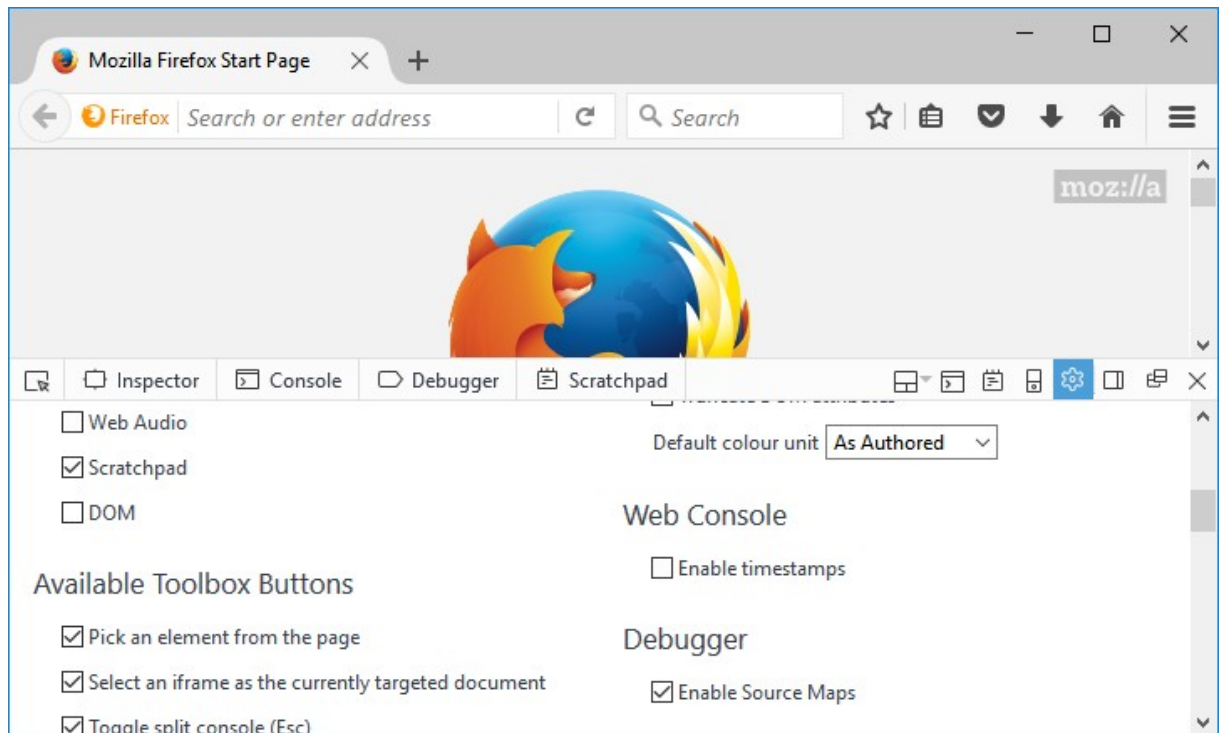 Mozilla Firefox Start Page
Firefox Search or enter address Search
moz://a
Inspector Console Debugger Scratchpad
Web Audio
Scratchpad
DOM
Available Toolbox Buttons
Pick an element from the page
Select an iframe as the currently targeted document
Toggle split console (Esc)
Default colour unit As Authored
Web Console
Enable timestamps
Debugger
Enable Source Maps